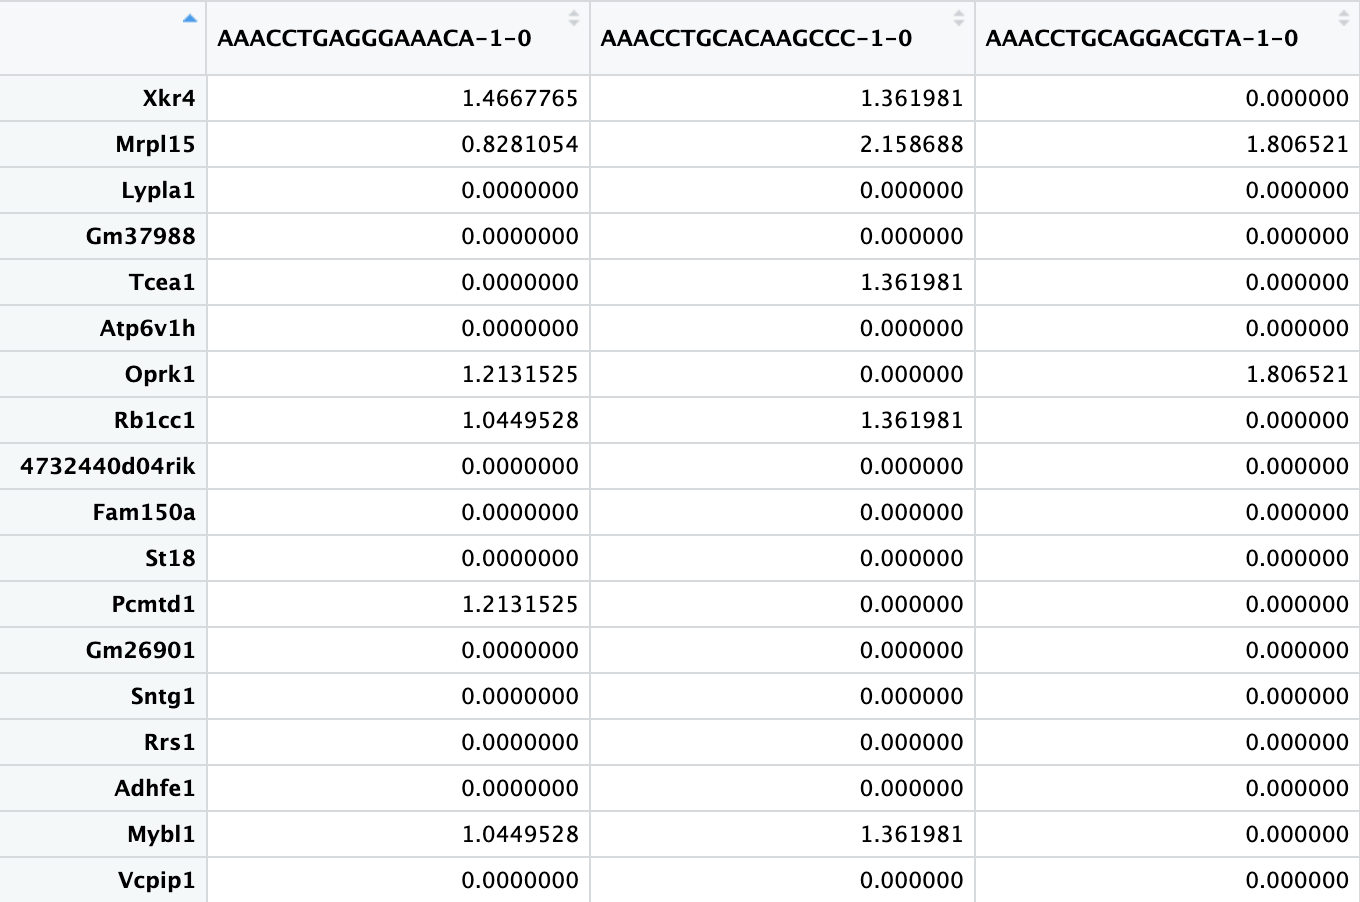 AAACCTGAGGGAAACA-1-0 AAACCTGCACAAGCCC-1-0 AAACCTGCAGGACGTA-1-0
Xkr4 1.4667765 1.361981 0.000000
Mrpl15 0.8281054 2.158688 1.806521
Lypla1 0.0000000 0.000000 0.000000
Gm37988 0.0000000 0.000000 0.000000
Tcea1 0.0000000 1.361981 0.000000
Atp6v1h 0.0000000 0.000000 0.000000
Oprk1 1.2131525 0.000000 1.806521
Rb1cc1 1.0449528 1.361981 0.000000
4732440d04rik 0.0000000 0.000000 0.000000
Fam150a 0.0000000 0.000000 0.000000
St18 0.0000000 0.000000 0.000000
Pcmtd1 1.2131525 0.000000 0.000000
Gm26901 0.0000000 0.000000 0.000000
Sntg1 0.0000000 0.000000 0.000000
Rrs1 0.0000000 0.000000 0.000000
Adhfe1 0.0000000 0.000000 0.000000
Mybl1 1.0449528 1.361981 0.000000
Vcpip1 0.0000000 0.000000 0.000000